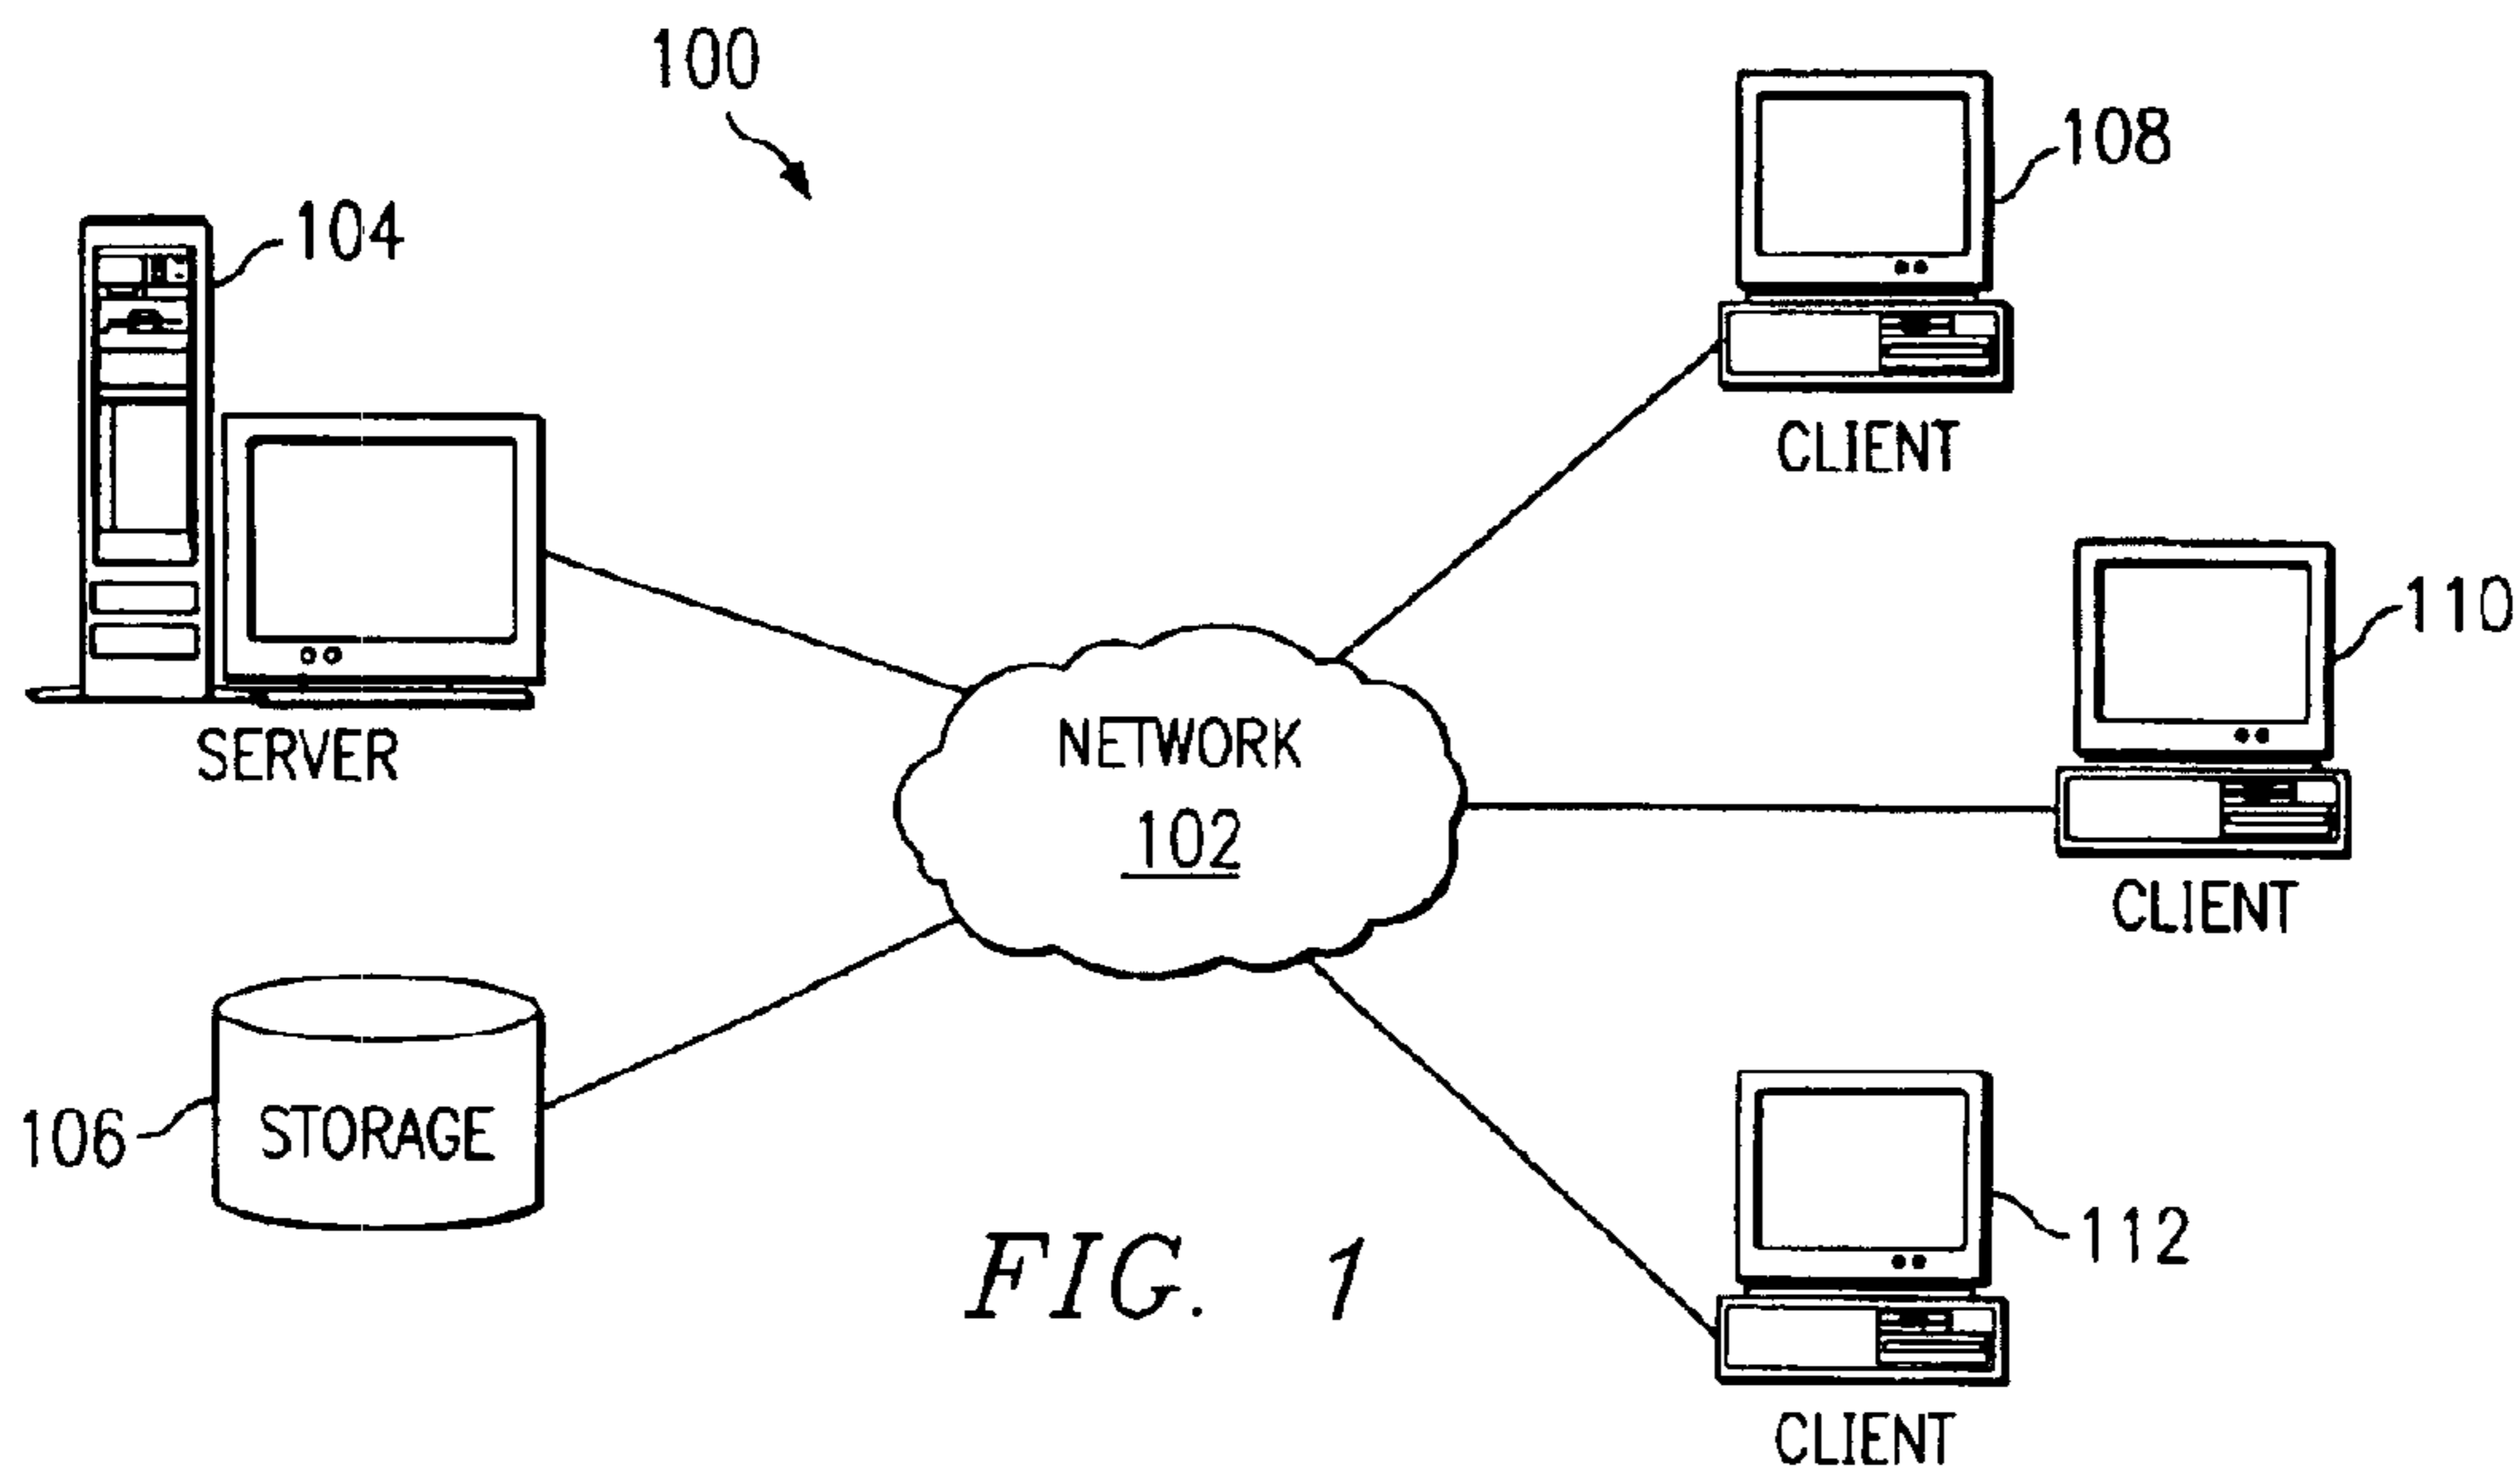 100
108
104
CLIENT
110
SERVER
NETWORK
102
CLIENT
106
STORAGE
112
FIG. 1
CLIENT